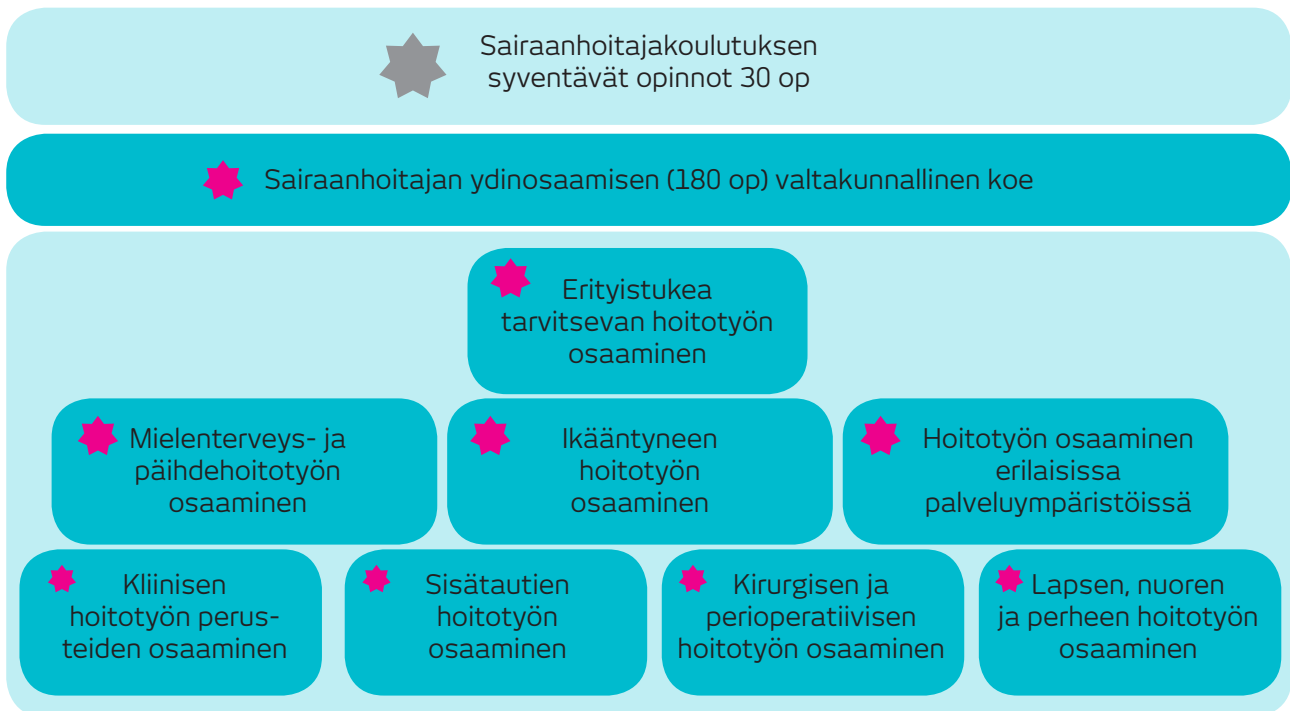 Sairaanhoitajakoulutuksen
syventävät opinnot 30 op
Sairaanhoitajan ydinosaamisen (180 op) valtakunnallinen koe
Erityistukea
tarvitsevan hoitotyön
osaaminen
Mielenterveys- ja
päihdehoitotyön
osaaminen
Ikääntyneen
hoitotyön
osaaminen
Hoitotyön osaaminen
erilaisissa
palveluympäristöissä
Kliinisen
hoitotyön perus-
teiden osaaminen
Sisätautien
hoitotyön
osaaminen
Kirurgisen ja
perioperatiivisen
hoitotyön osaaminen
Lapsen, nuoren
ja perheen hoitotyön
osaaminen